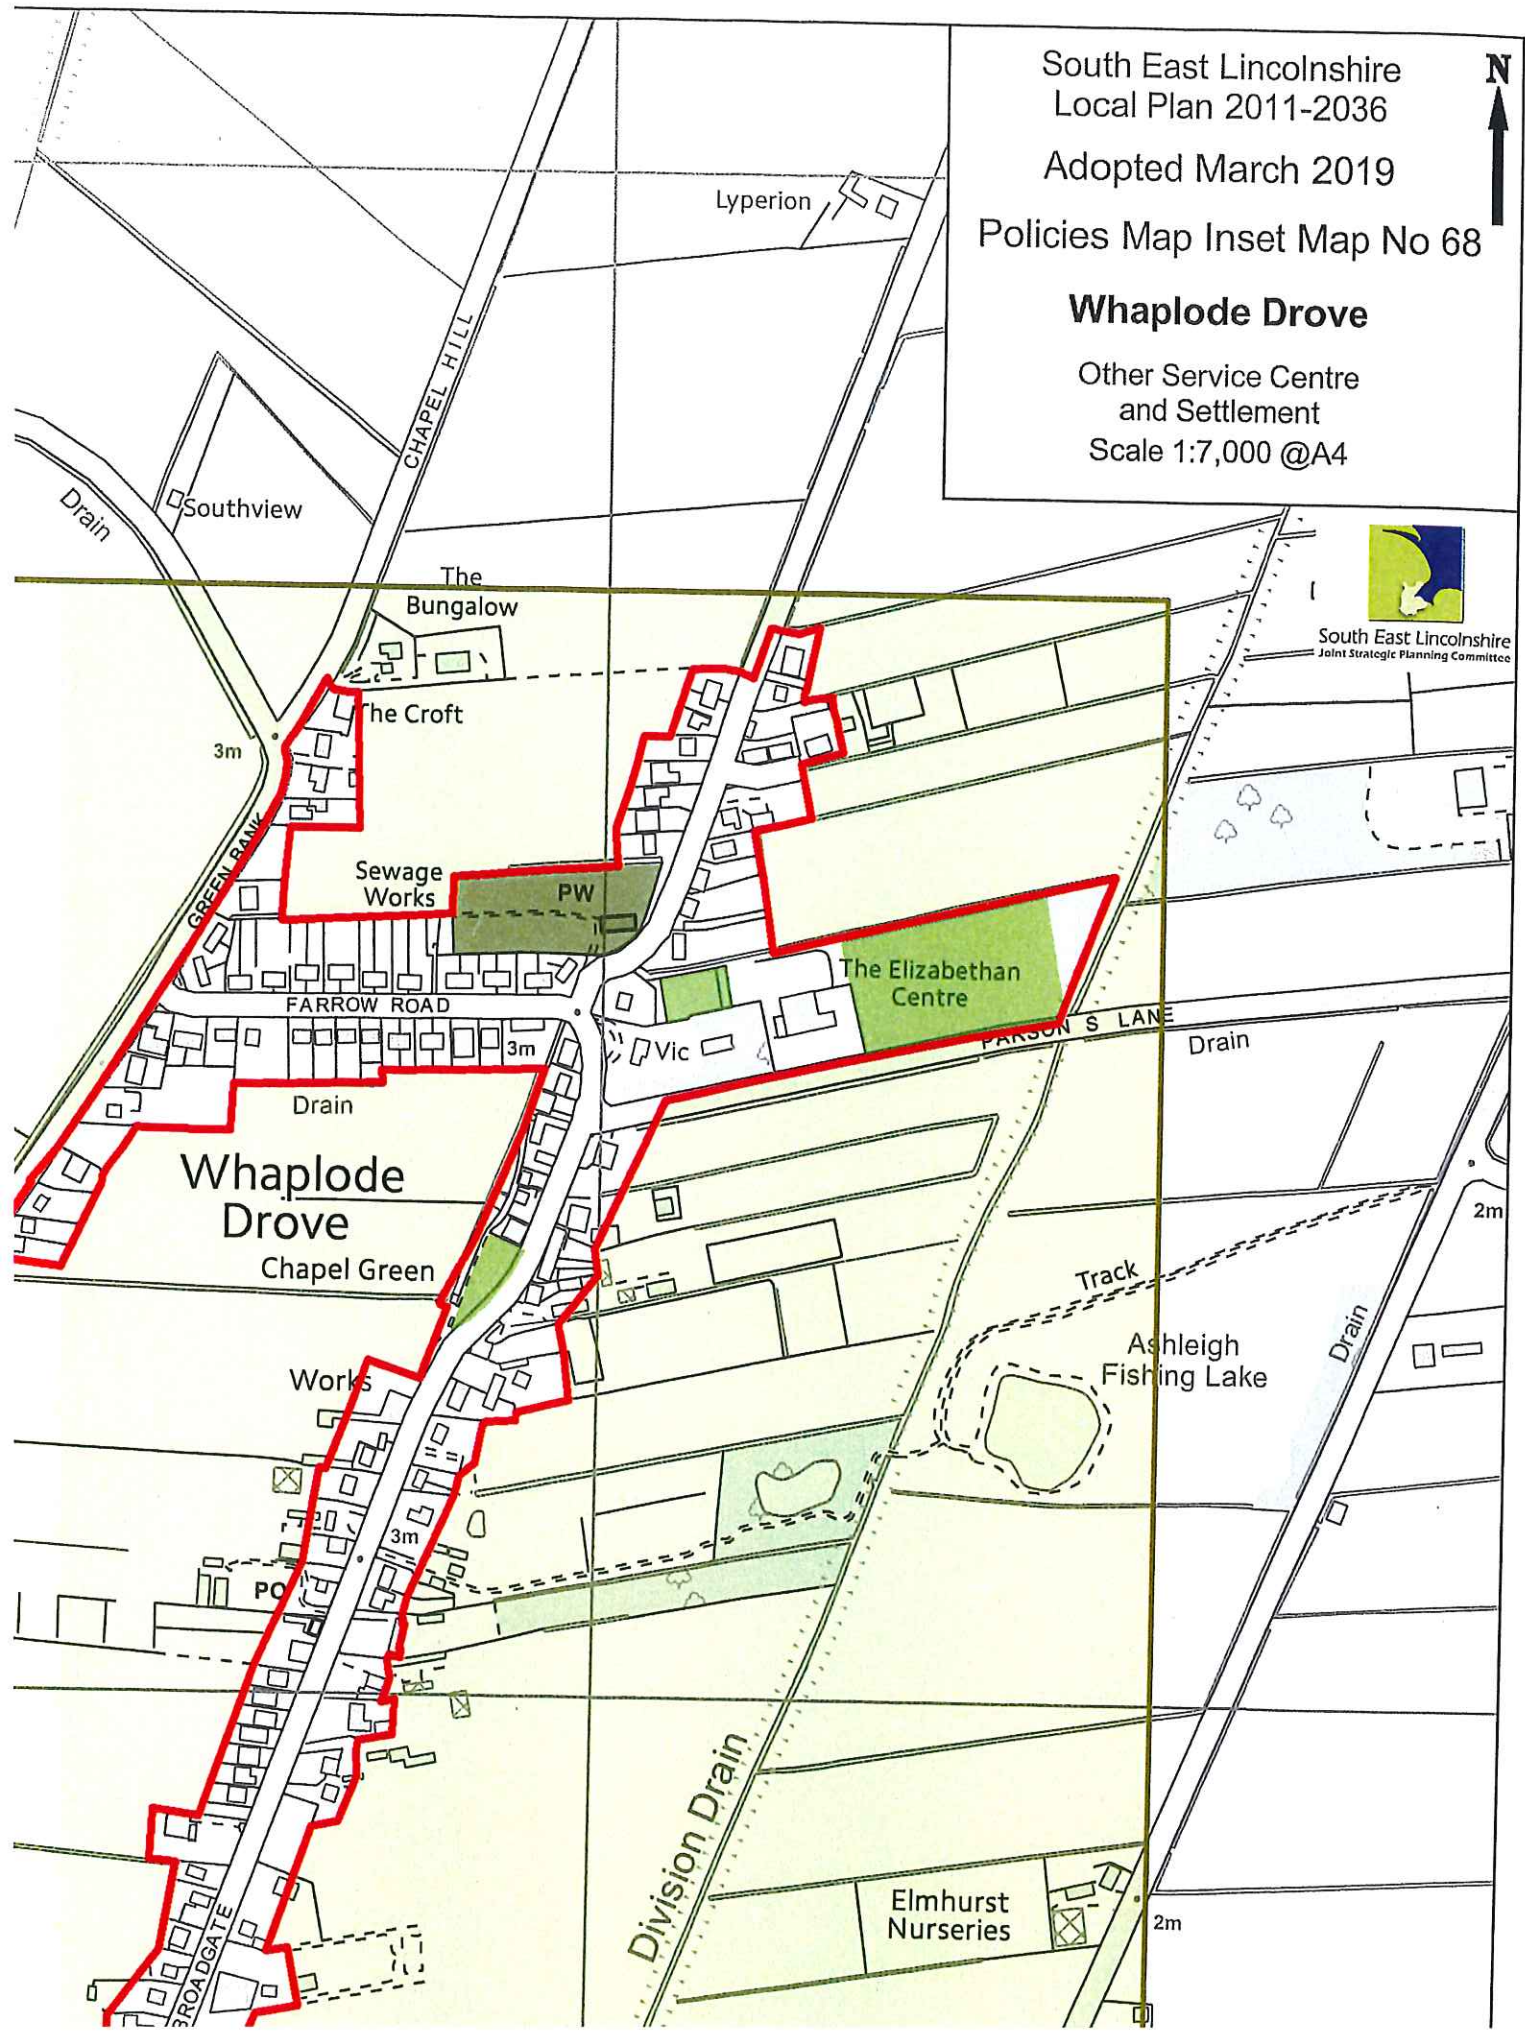 South East Lincolnshire
Local Plan 2011-2036
Adopted March 2019
Policies Map Inset Map No 68
Whaplode Drove
Other Service Centre
and Settlement
Scale 1:7,000 @A4
N
South East Lincolnshire
Joint Strategic Planning Committee
Lyperion
CHAPEL HILL
Southview
Drain
The
Bungalow
The Croft
3m
GREEN BANK
Sewage
Works
PW
The Elizabethan
Centre
FARROW ROAD
3m
Vic
PARSON S LANE
Drain
Drain
Whaplode
Drove
Chapel Green
2m
Track
Drain
Ashleigh
Fishing Lake
Works
3m
PO
Division Drain
Elmhurst
Nurseries
2m
BROADGATE